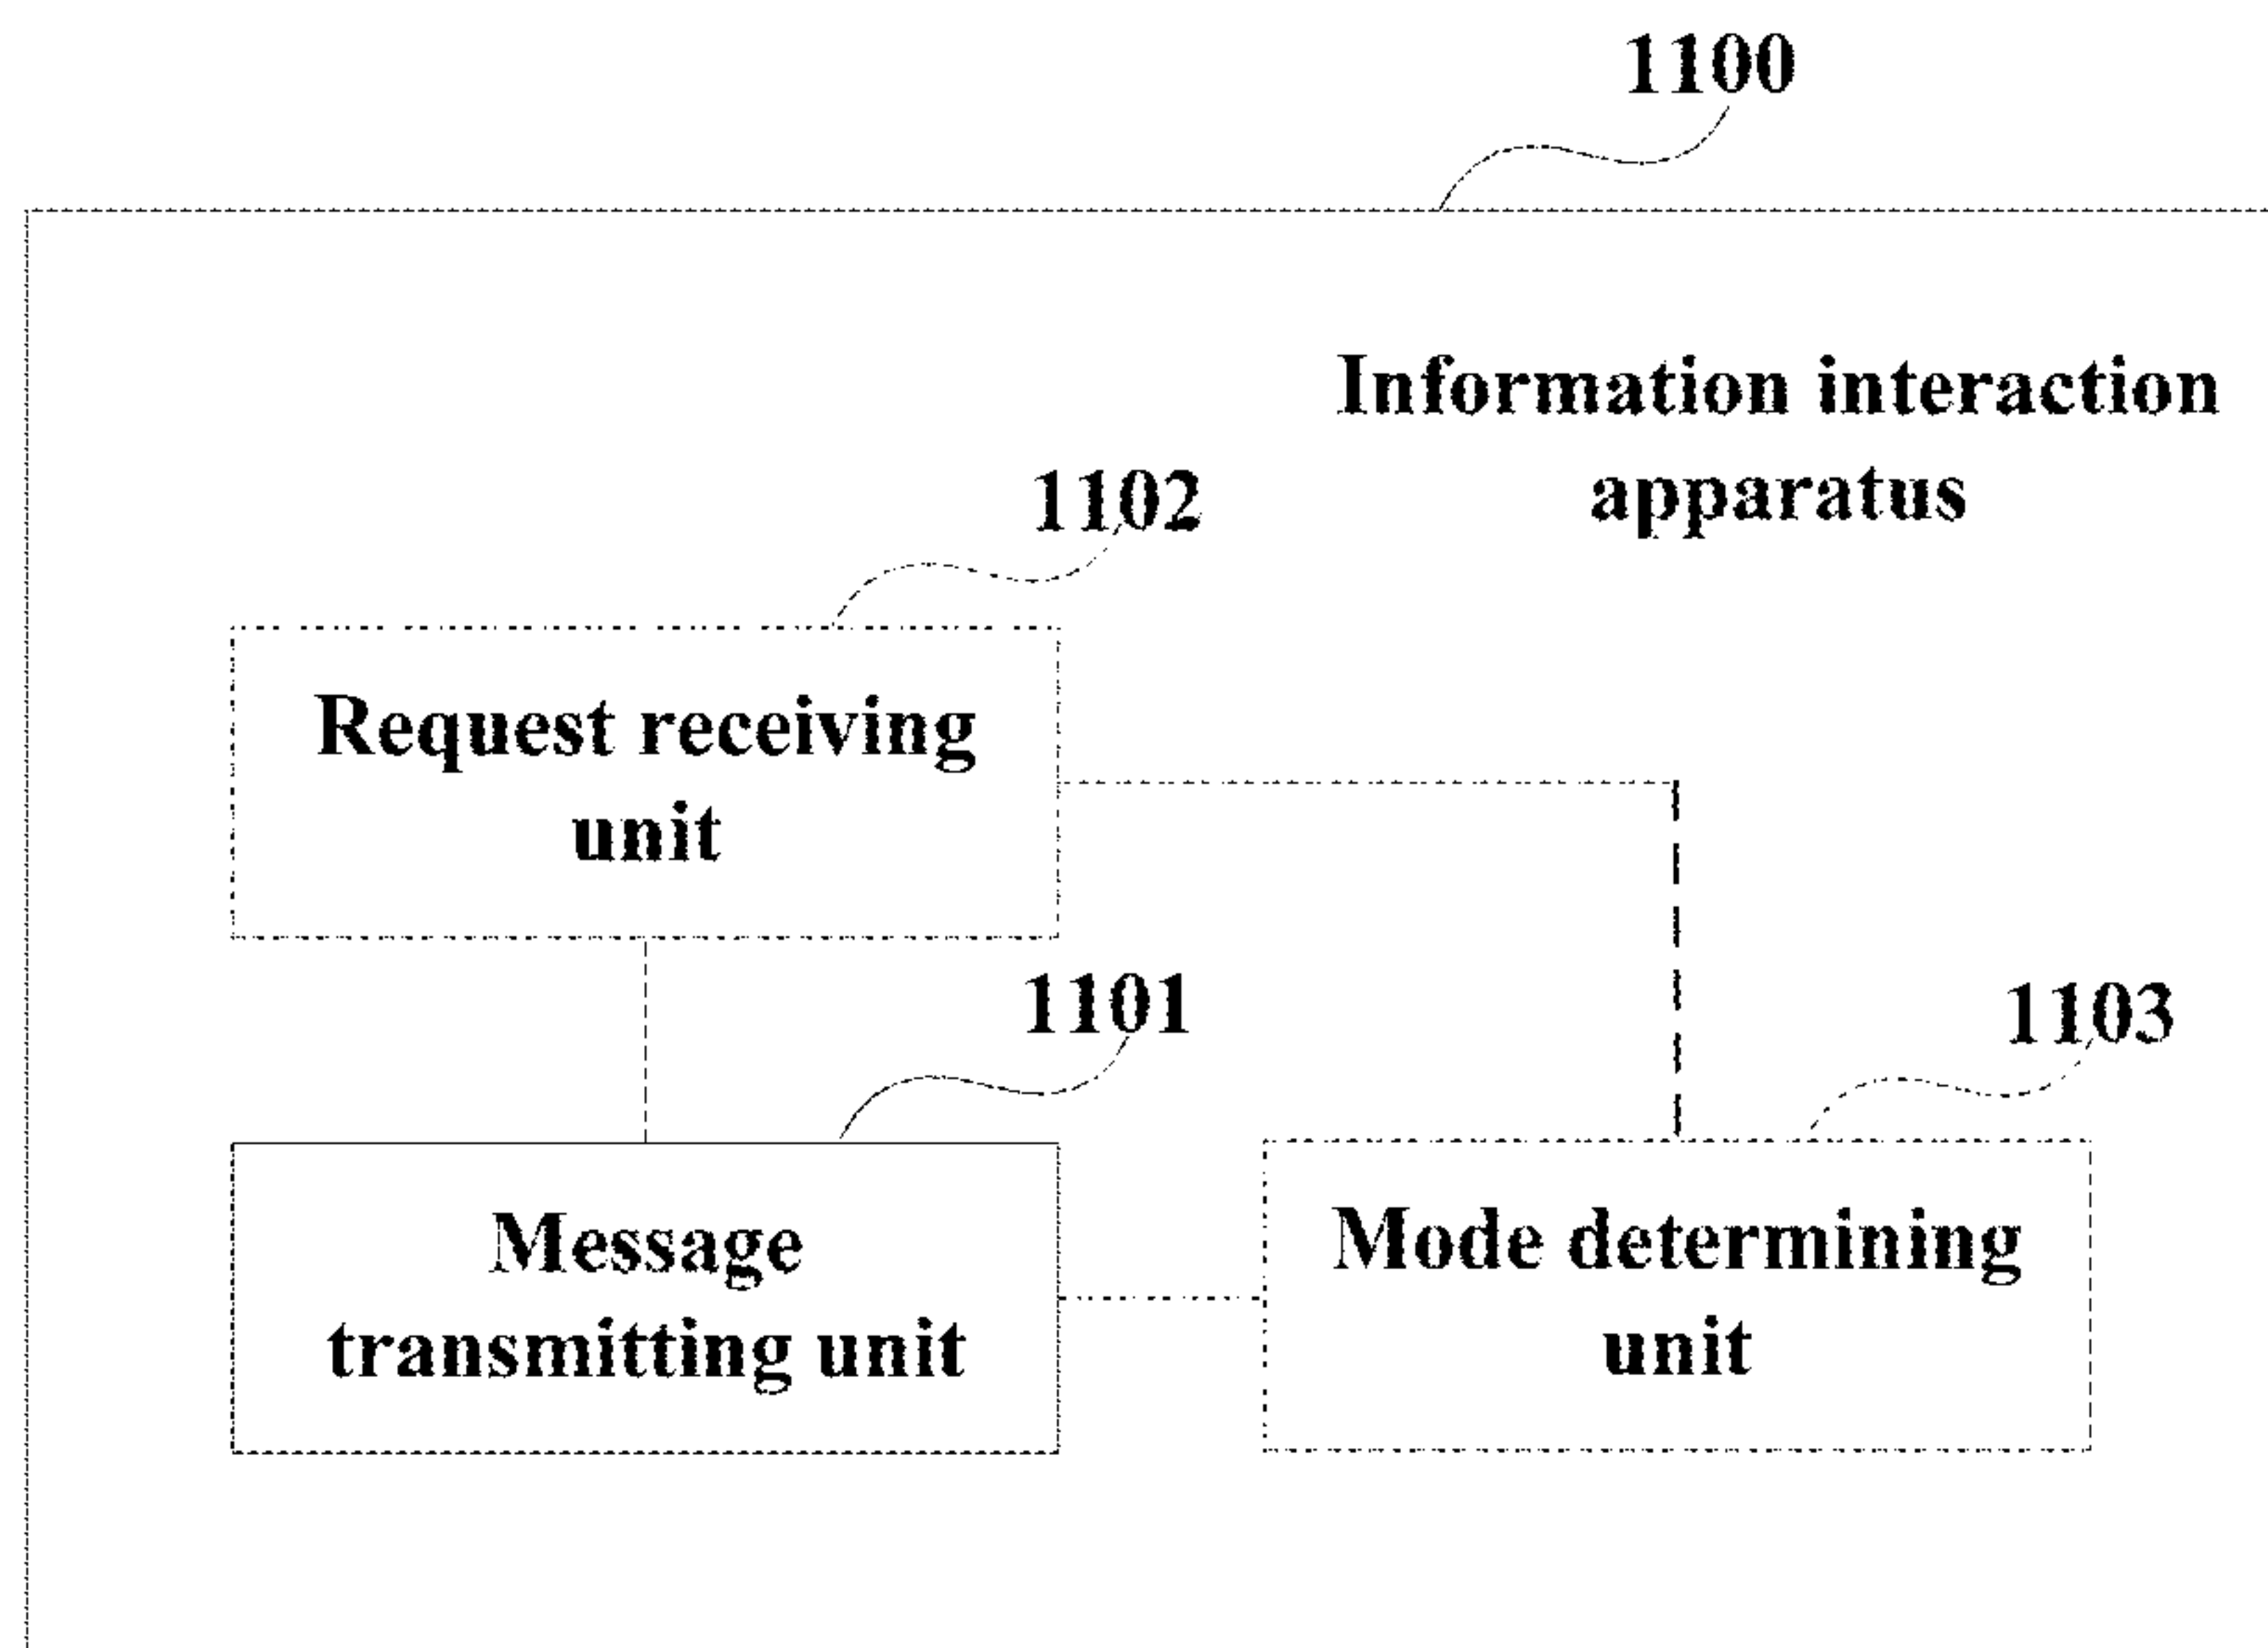 1100
Information interaction
apparatus
1102
Request receiving
unit
1101
1103
Message
transmitting unit
Mode determining
unit